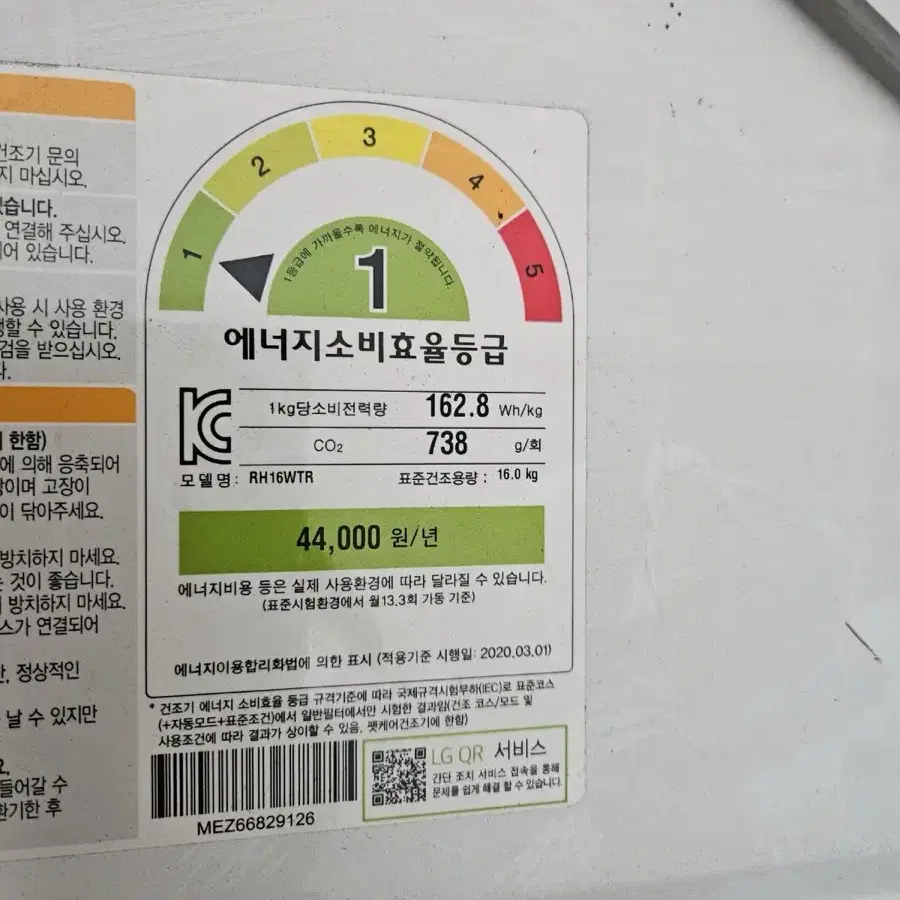 건조기 문의
지 마십시오.
있습니다.
연결해 주십시오.
있습니다.
사용 시 사용 환경
할 수 있습니다.
검을 받으십시오.
한함)
에 의해 응축되어
이며 고장이
이 닦아주세요.
방치하지 마세요.
것이 좋습니다.
방치하지 마세요.
스가 연결되어
정상적인
날 수 있지만
들어갈 수
환기한 후
1
2
3
4
5
1등급에 가까울수록 에너지가 절약됩니다.
1
에너지소비효율등급
KC
1kg당소비전력량 162.8 Wh/kg
CO₂ 738 g/회
모델명: RH16WTR 표준건조용량: 16.0 kg
44,000 원/년
에너지비용 등은 실제 사용환경에 따라 달라질 수 있습니다.
(표준시험환경에서 월13.3회 가동 기준)
에너지이용합리화법에 의한 표시 (적용기준 시행일: 2020.03.01)
* 건조기 에너지 소비효율 등급 규격기준에 따라 국제규격시험부하(IEC)로 표준코스
(+자동모드+표준조건)에서 일반필터에서만 시험한 결과임(건조 코스/모드 및
사용조건에 따라 결과가 상이할 수 있음, 펫케어건조기에 한함)
MEZ66829126
LG QR 서비스
간단 조치 서비스 접속을 통해
문제를 쉽게 해결 할 수 있습니다.